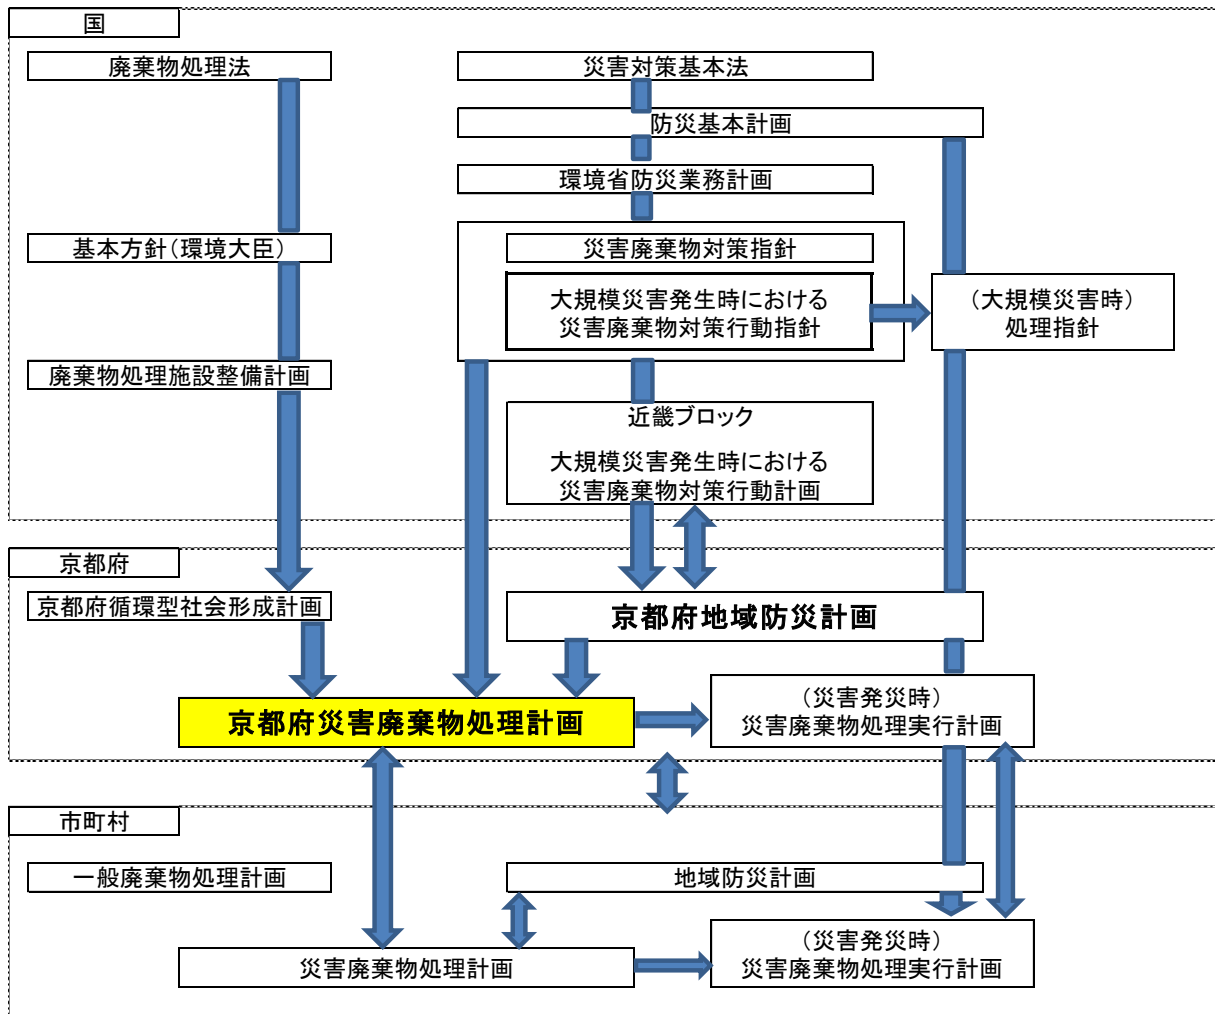 国
廃棄物処理法
災害対策基本法
防災基本計画
環境省防災業務計画
基本方針(環境大臣)
災害廃棄物対策指針
大規模災害発生時における
災害廃棄物対策行動指針
(大規模災害時)
処理指針
廃棄物処理施設整備計画
近畿ブロック
大規模災害発生時における
災害廃棄物対策行動計画
京都府
京都府循環型社会形成計画
京都府地域防災計画
京都府災害廃棄物処理計画
(災害発災時)
災害廃棄物処理実行計画
市町村
一般廃棄物処理計画
地域防災計画
災害廃棄物処理計画
(災害発災時)
災害廃棄物処理実行計画